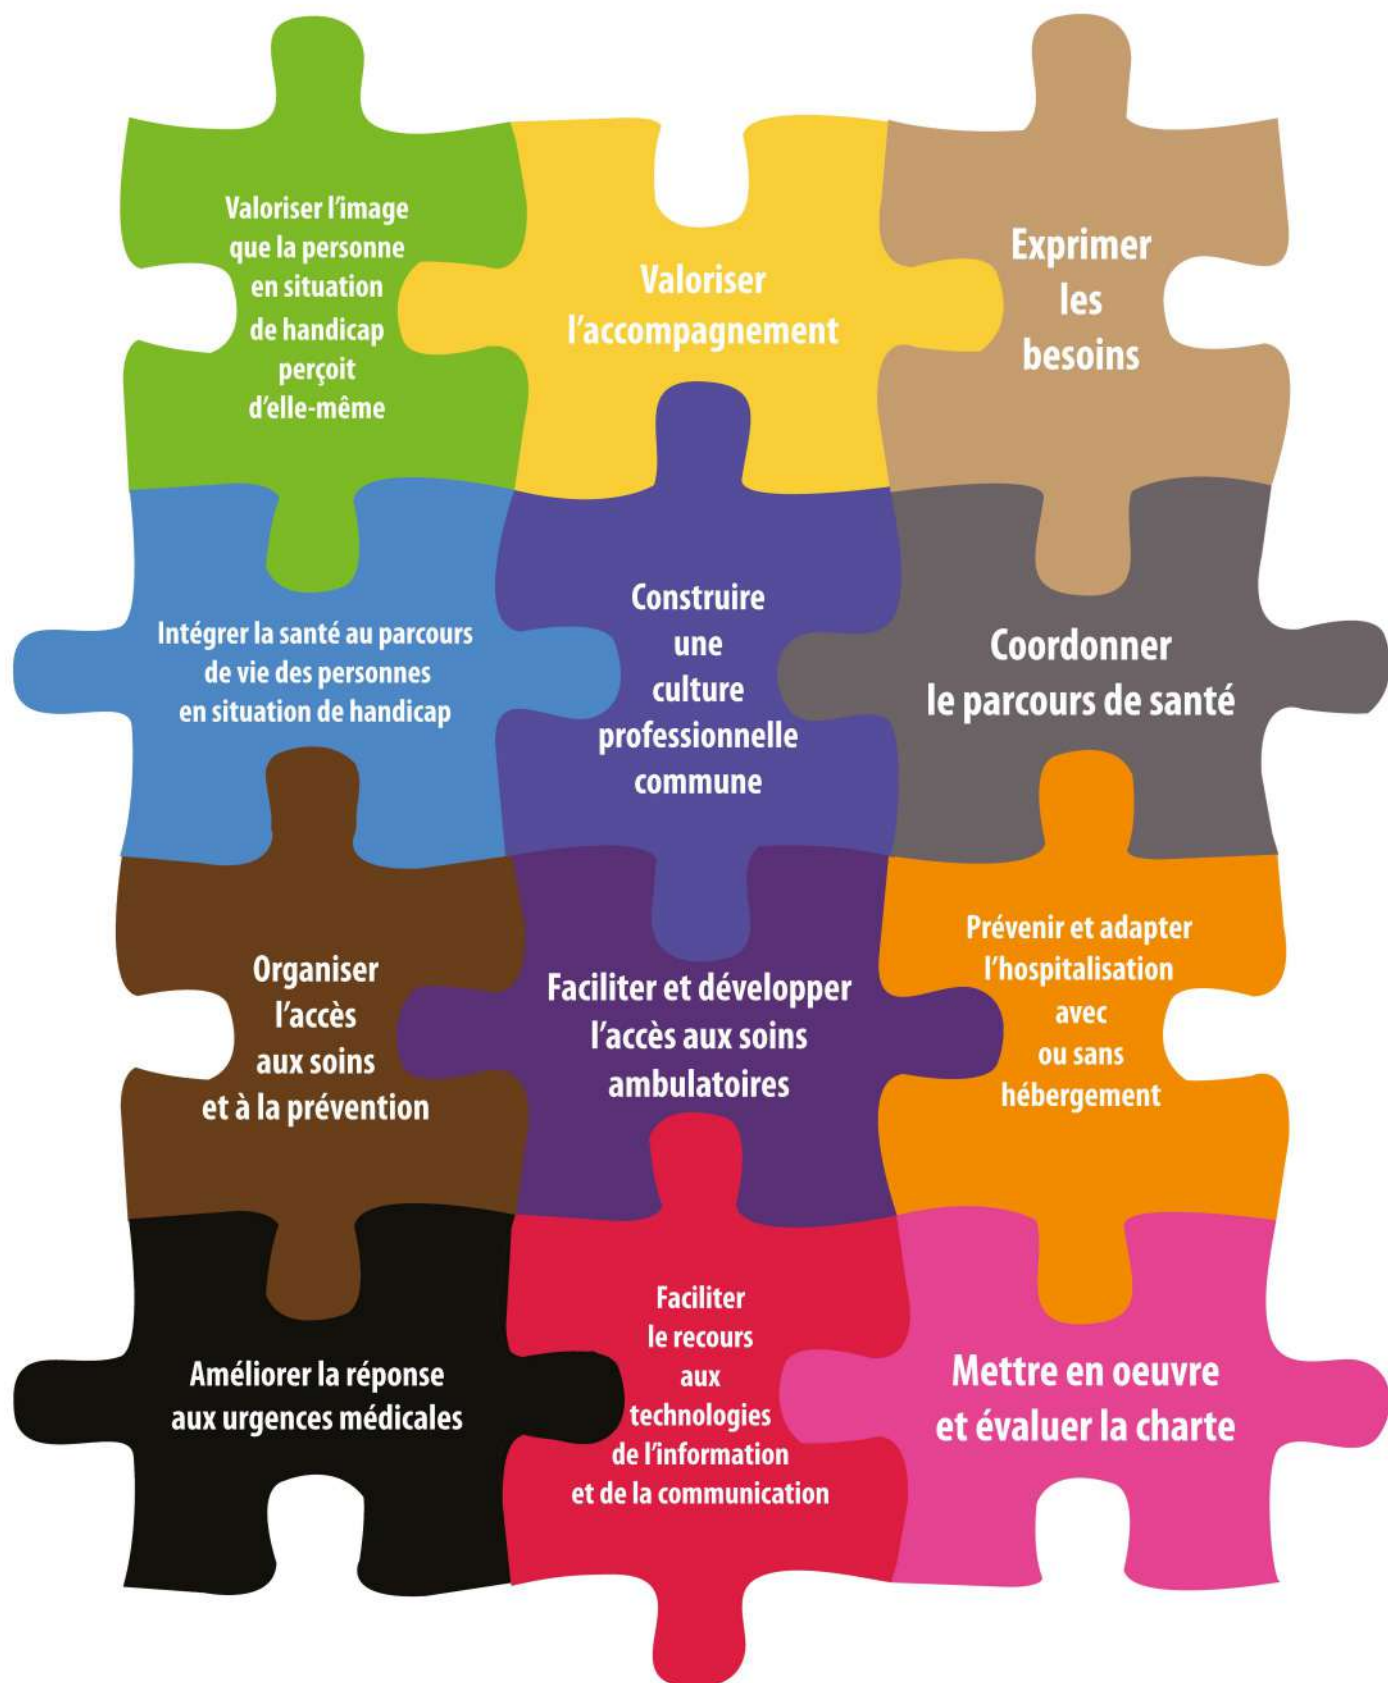 Valoriser l'image
que la personne
en situation
de handicap
perçoit
d'elle-même
Valoriser
l'accompagnement
Exprimer
les
besoins
Intégrer la santé au parcours
de vie des personnes
en situation de handicap
Construire
une
culture
professionnelle
commune
Coordonner
le parcours de santé
Organiser
l'accès
aux soins
et à la prévention
Faciliter et développer
l'accès aux soins
ambulatoires
Prévenir et adapter
l'hospitalisation
avec
ou sans
hébergement
Améliorer la réponse
aux urgences médicales
Faciliter
le recours
aux
technologies
de l'information
et de la communication
Mettre en oeuvre
et évaluer la charte